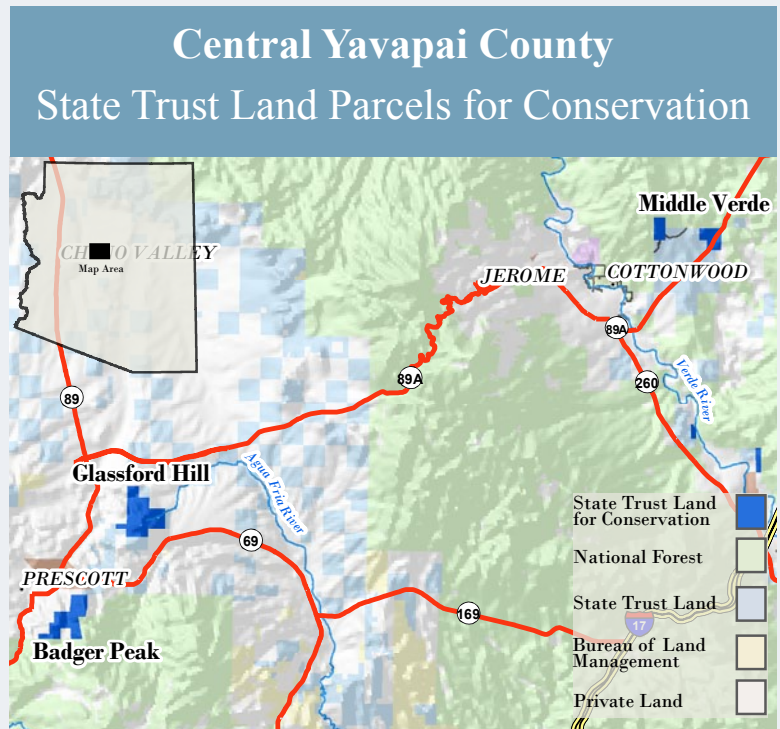 Central Yavapai County
State Trust Land Parcels for Conservation
Middle Verde
CHINO VALLEY
Map Area
JEROME
COTTONWOOD
89A
89A
260
Verde River
89
Glassford Hill
Agua Fria River
69
PRESCOTT
169
17
Badger Peak
State Trust Land
for Conservation
National Forest
State Trust Land
Bureau of Land
Management
Private Land